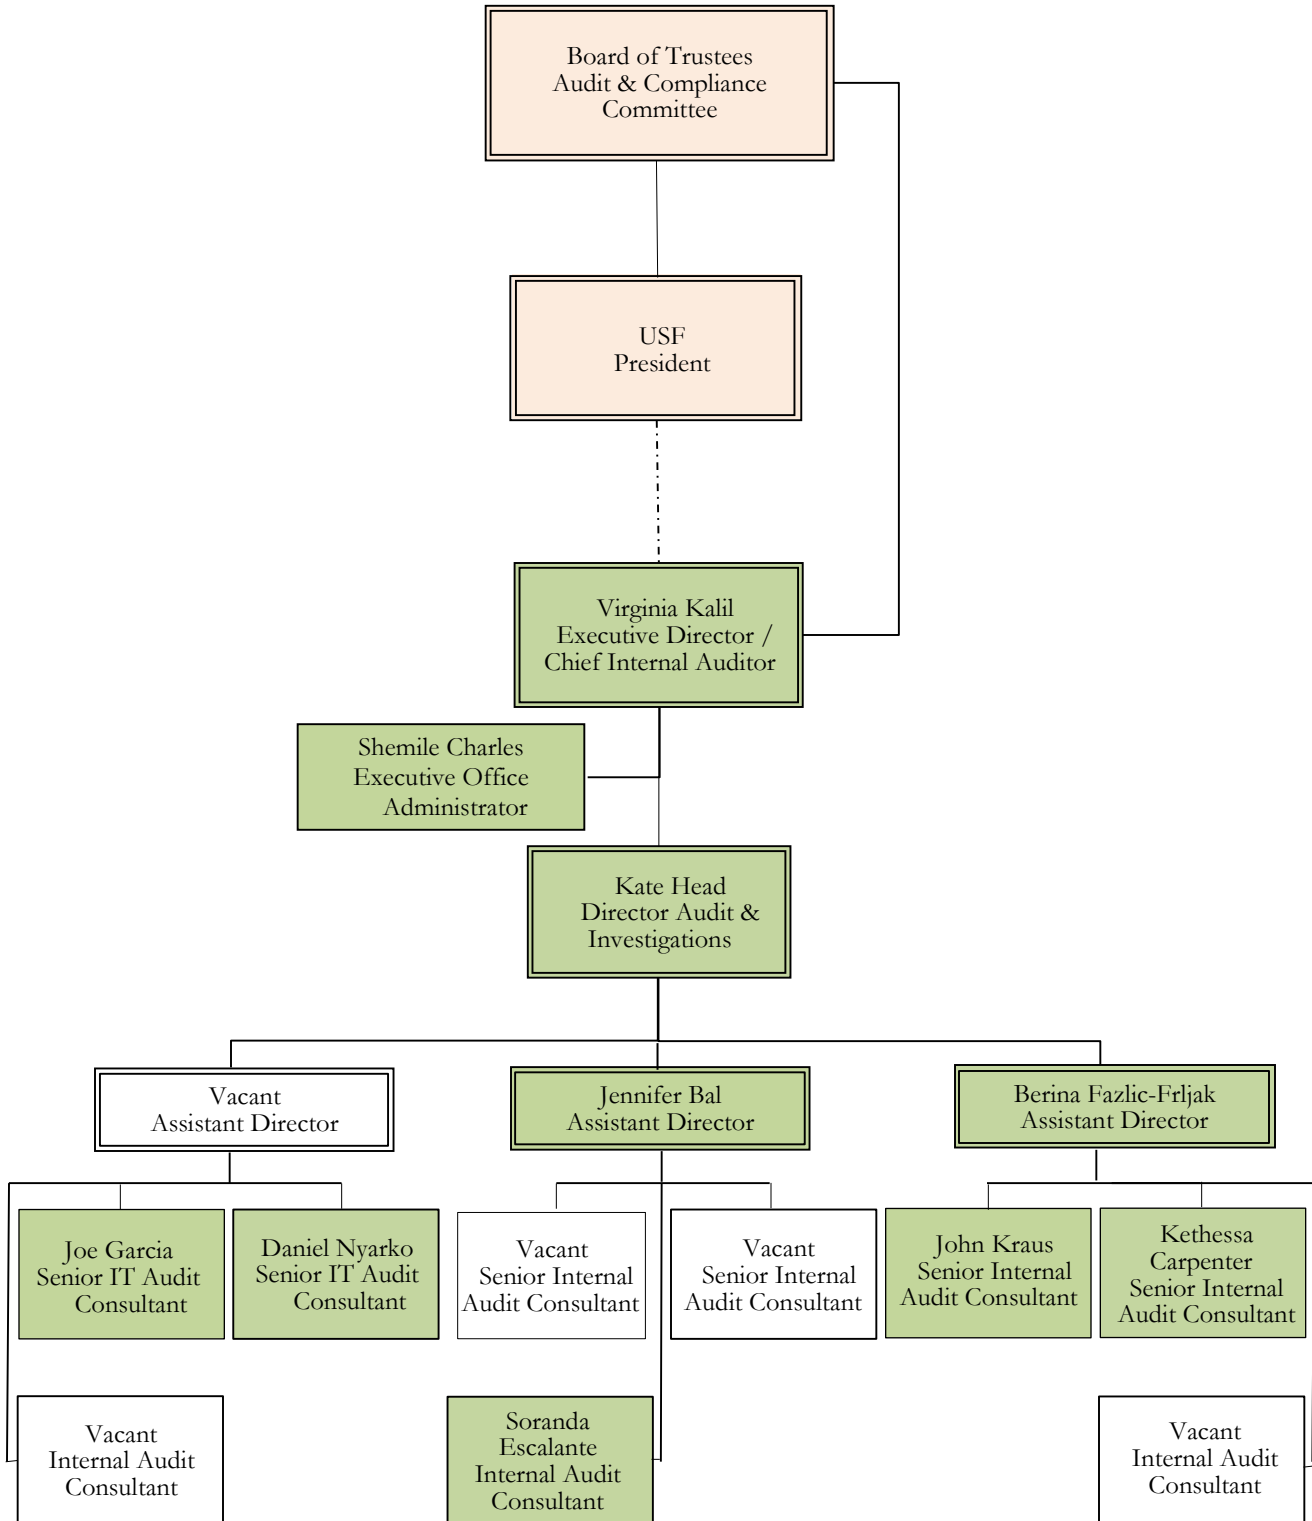 Board of Trustees
Audit & Compliance
Committee
USF
President
Virginia Kalil
Executive Director /
Chief Internal Auditor
Shemile Charles
Executive Office
Administrator
Kate Head
Director Audit &
Investigations
Vacant
Assistant Director
Jennifer Bal
Assistant Director
Berina Fazlic-Frljak
Assistant Director
Joe Garcia
Senior IT Audit
Consultant
Daniel Nyarko
Senior IT Audit
Consultant
Vacant
Senior Internal
Audit Consultant
Vacant
Senior Internal
Audit Consultant
John Kraus
Senior Internal
Audit Consultant
Kethessa
Carpenter
Senior Internal
Audit Consultant
Vacant
Internal Audit
Consultant
Soranda
Escalante
Internal Audit
Consultant
Vacant
Internal Audit
Consultant